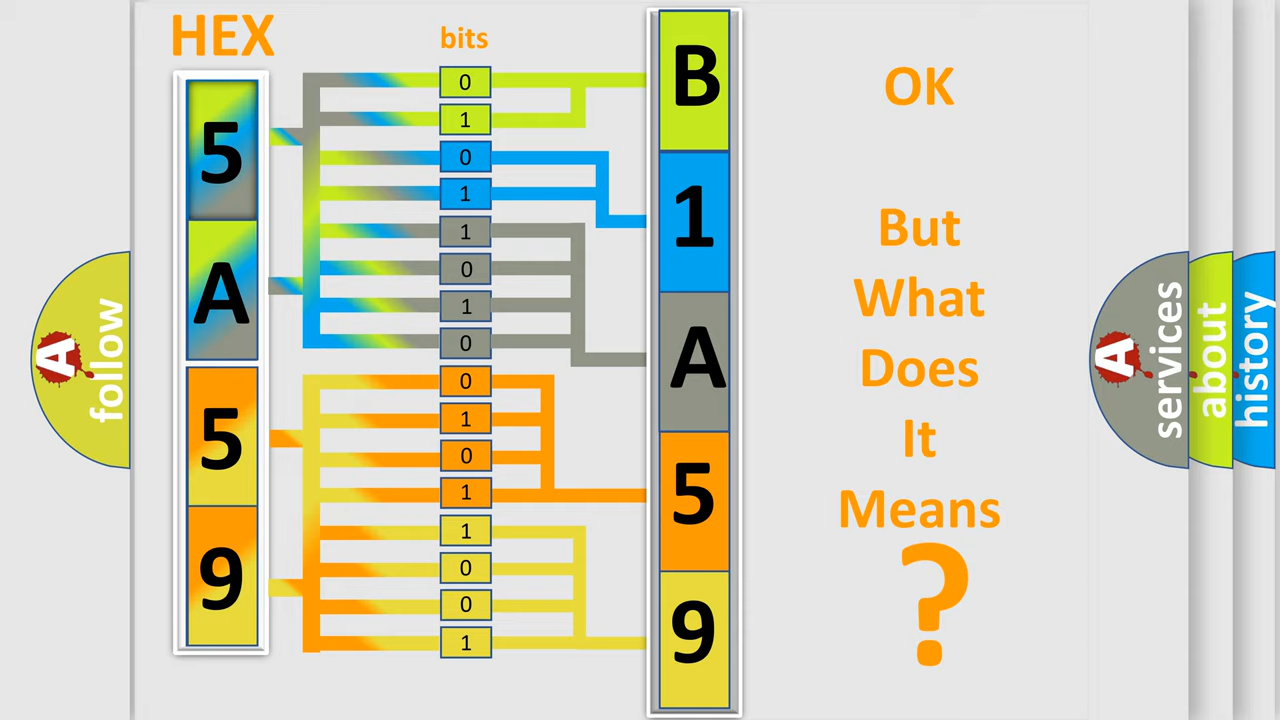 HEX
bits
5
A
5
9
0
1
0
1
1
0
1
0
0
1
0
1
1
0
0
1
B
1
A
5
9
OK
But
What
Does
It
Means
?
A
follow
A
services
about
history